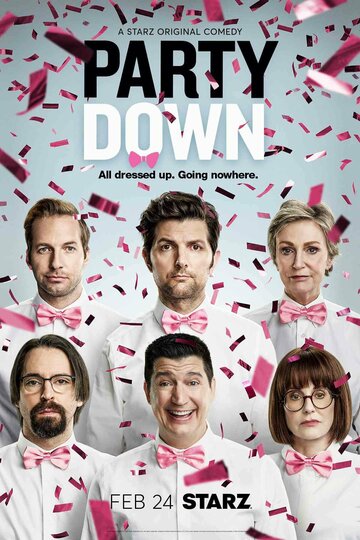 A STARZ ORIGINAL COMEDY
PARTY
DOWN
All dressed up. Going nowhere.
FEB 24 STARZ